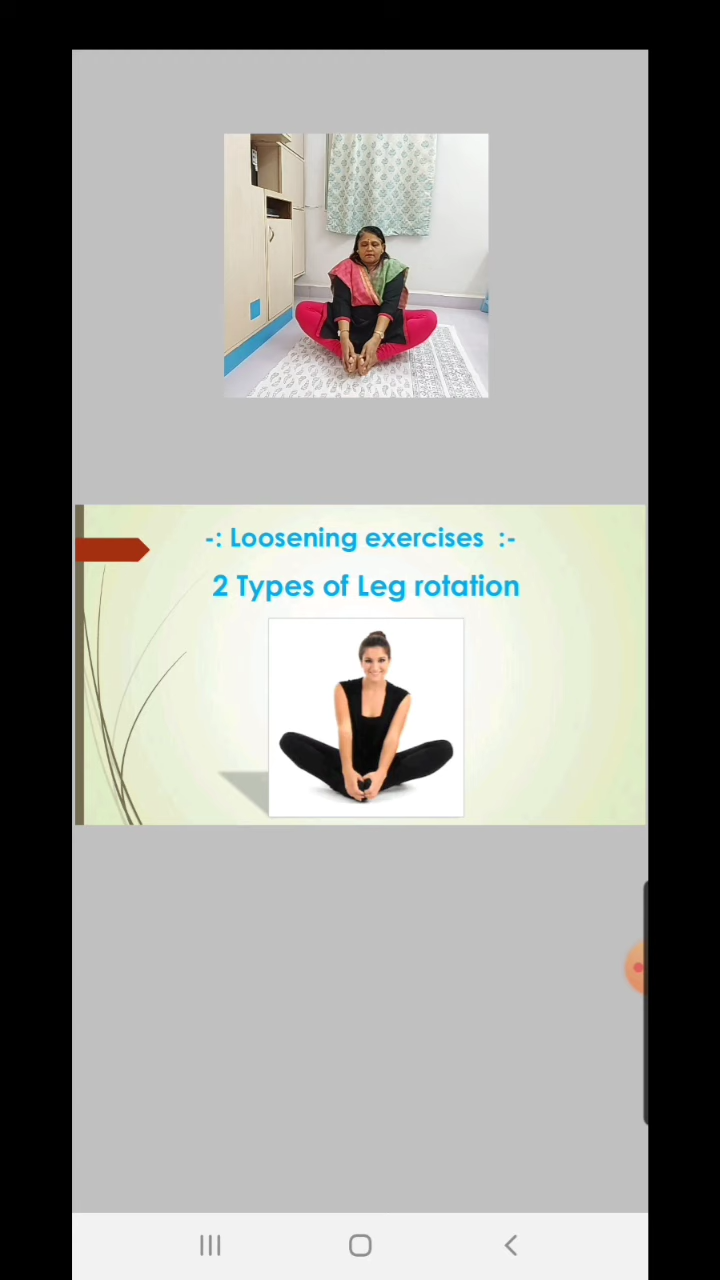 -: Loosening exercises :-
2 Types of Leg rotation